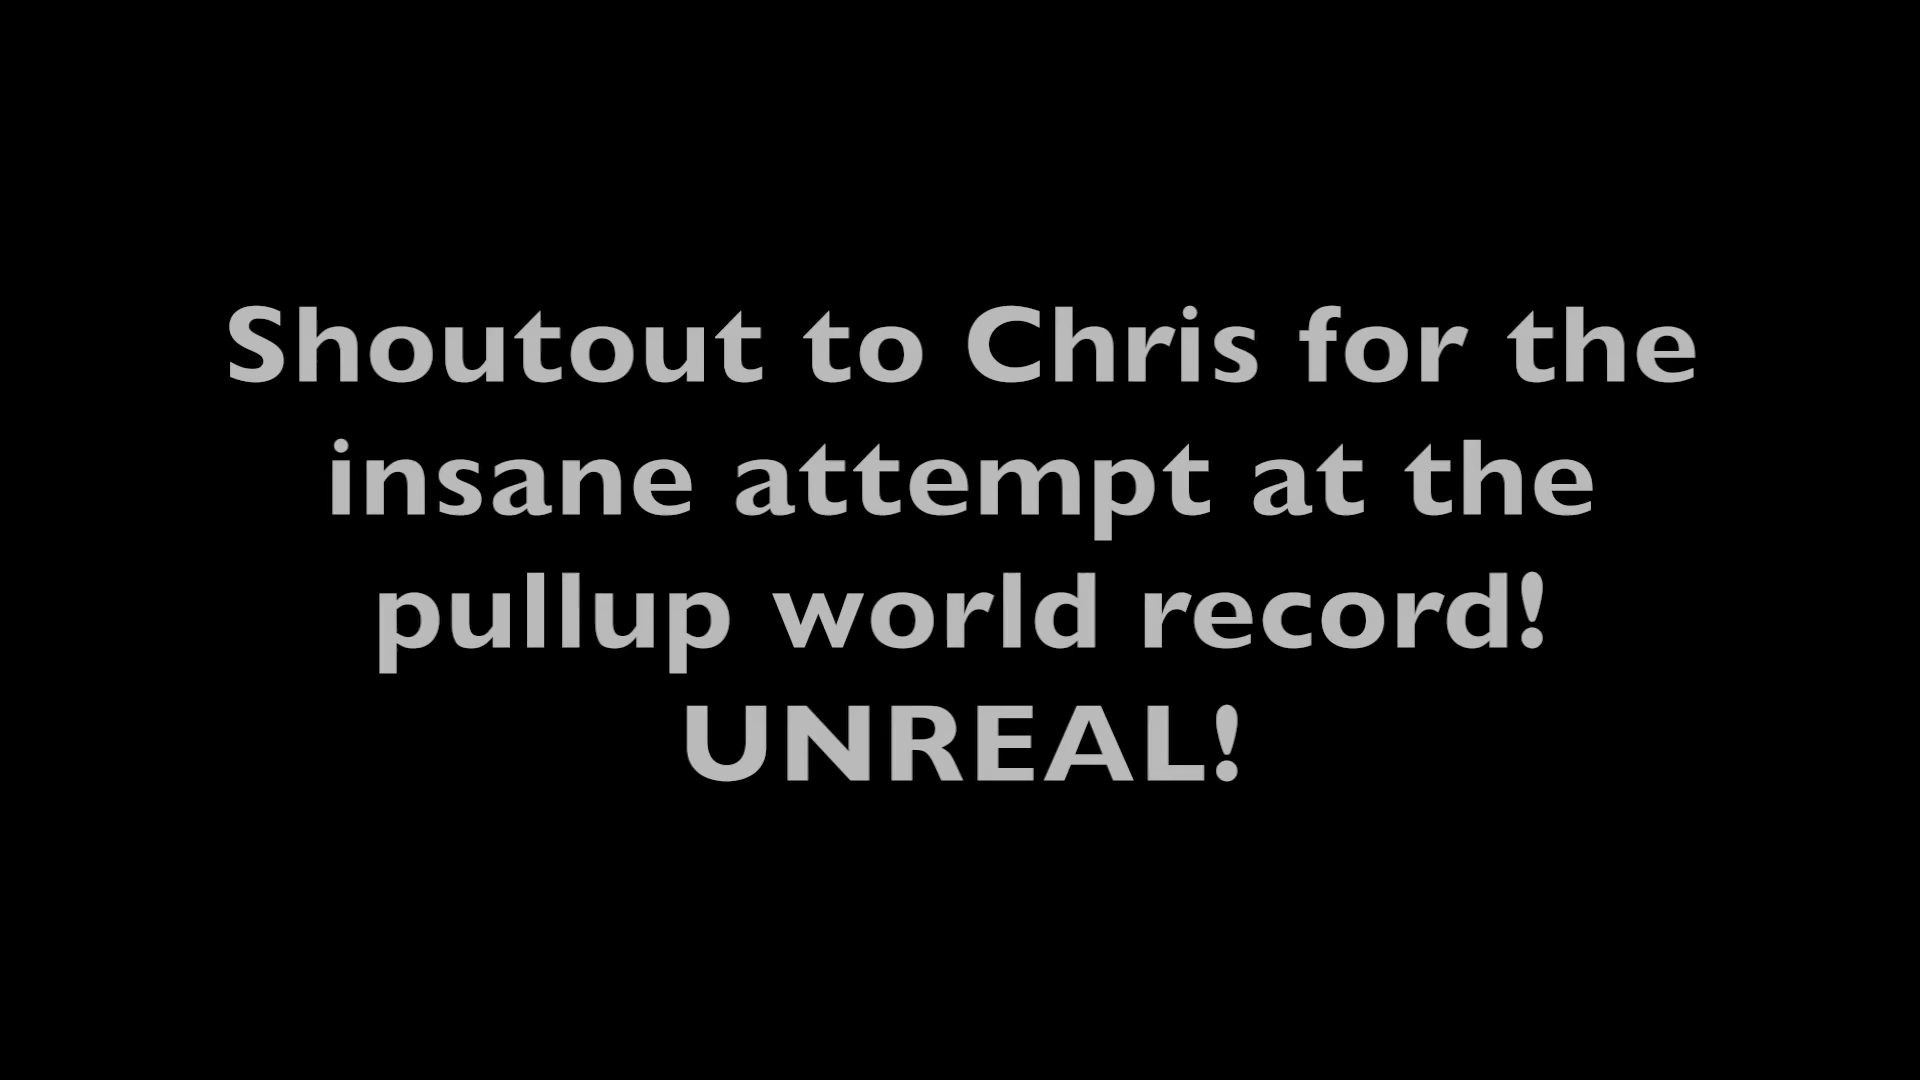 Shoutout to Chris for the
insane attempt at the
pullup world record!
UNREAL!